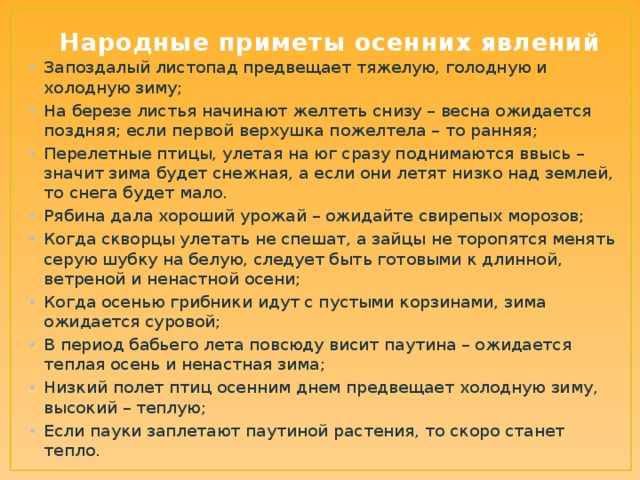 Народные приметы осенних явлений
• Запоздалый листопад предвещает тяжелую, голодную и
холодную зиму;
• На березе листья начинают желтеть снизу – весна ожидается
поздняя; если первой верхушка пожелтела – то ранняя;
• Перелетные птицы, улетая на юг сразу поднимаются ввысь –
значит зима будет снежная, а если они летят низко над землей,
то снега будет мало.
• Рябина дала хороший урожай – ожидайте свирепых морозов;
• Когда скворцы улетать не спешат, а зайцы не торопятся менять
серую шубку на белую, следует быть готовыми к длинной,
ветреной и ненастной осени;
• Когда осенью грибники идут с пустыми корзинами, зима
ожидается суровой;
• В период бабьего лета повсюду висит паутина – ожидается
теплая осень и ненастная зима;
• Низкий полет птиц осенним днем предвещает холодную зиму,
высокий – теплую;
• Если пауки заплетают паутиной растения, то скоро станет
тепло.